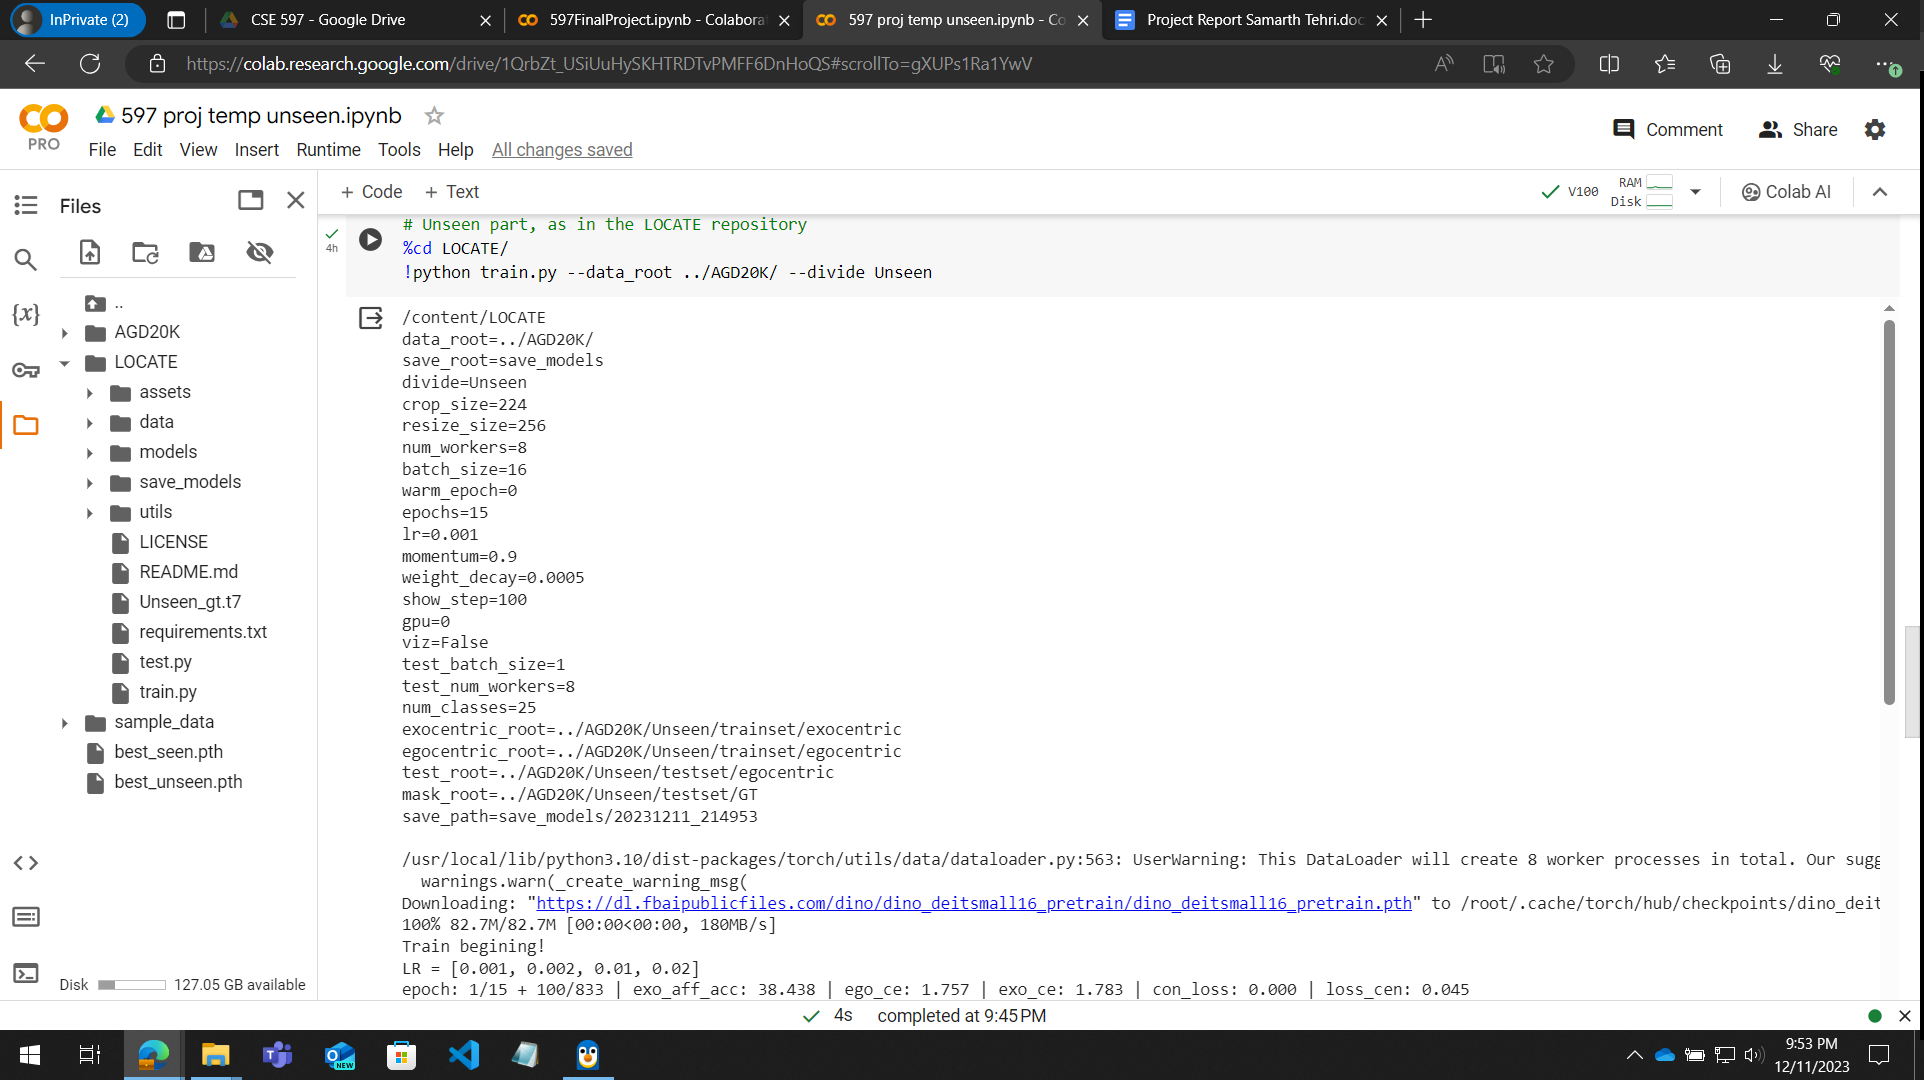 InPrivate (2)
CSE 597 - Google Drive
597FinalProject.ipynb - Colabora
597 proj temp unseen.ipynb - Co
Project Report Samarth Tehri.doc
https://colab.research.google.com/drive/1QrbZt_USiUuHySKHTRDTvPMFF6DnHoQS#scrollTo=gXUPs1Ra1YwV
PRO
597 proj temp unseen.ipynb
File Edit View Insert Runtime Tools Help All changes saved
Comment
Share
Files
+ Code + Text
V100
RAM
Disk
Colab AI
..
AGD20K
LOCATE
assets
data
models
save_models
utils
LICENSE
README.md
Unseen_gt.t7
requirements.txt
test.py
train.py
sample_data
best_seen.pth
best_unseen.pth
Disk 127.05 GB available
4h
# Unseen part, as in the LOCATE repository
%cd LOCATE/
!python train.py --data_root ../AGD20K/ --divide Unseen
/content/LOCATE
data_root=../AGD20K/
save_root=save_models
divide=Unseen
crop_size=224
resize_size=256
num_workers=8
batch_size=16
warm_epoch=0
epochs=15
lr=0.001
momentum=0.9
weight_decay=0.0005
show_step=100
gpu=0
viz=False
test_batch_size=1
test_num_workers=8
num_classes=25
exocentric_root=../AGD20K/Unseen/trainset/exocentric
egocentric_root=../AGD20K/Unseen/trainset/egocentric
test_root=../AGD20K/Unseen/testset/egocentric
mask_root=../AGD20K/Unseen/testset/GT
save_path=save_models/20231211_214953
/usr/local/lib/python3.10/dist-packages/torch/utils/data/dataloader.py:563: UserWarning: This DataLoader will create 8 worker processes in total. Our sugg
warnings.warn(_create_warning_msg(
Downloading: "https://dl.fbaipublicfiles.com/dino/dino_deitsmall16_pretrain/dino_deitsmall16_pretrain.pth" to /root/.cache/torch/hub/checkpoints/dino_deit
100% 82.7M/82.7M [00:00<00:00, 180MB/s]
Train begining!
LR = [0.001, 0.002, 0.01, 0.02]
epoch: 1/15 + 100/833 | exo_aff_acc: 38.438 | ego_ce: 1.757 | exo_ce: 1.783 | con_loss: 0.000 | loss_cen: 0.045
4s completed at 9:45 PM
NEW
9:53 PM
12/11/2023